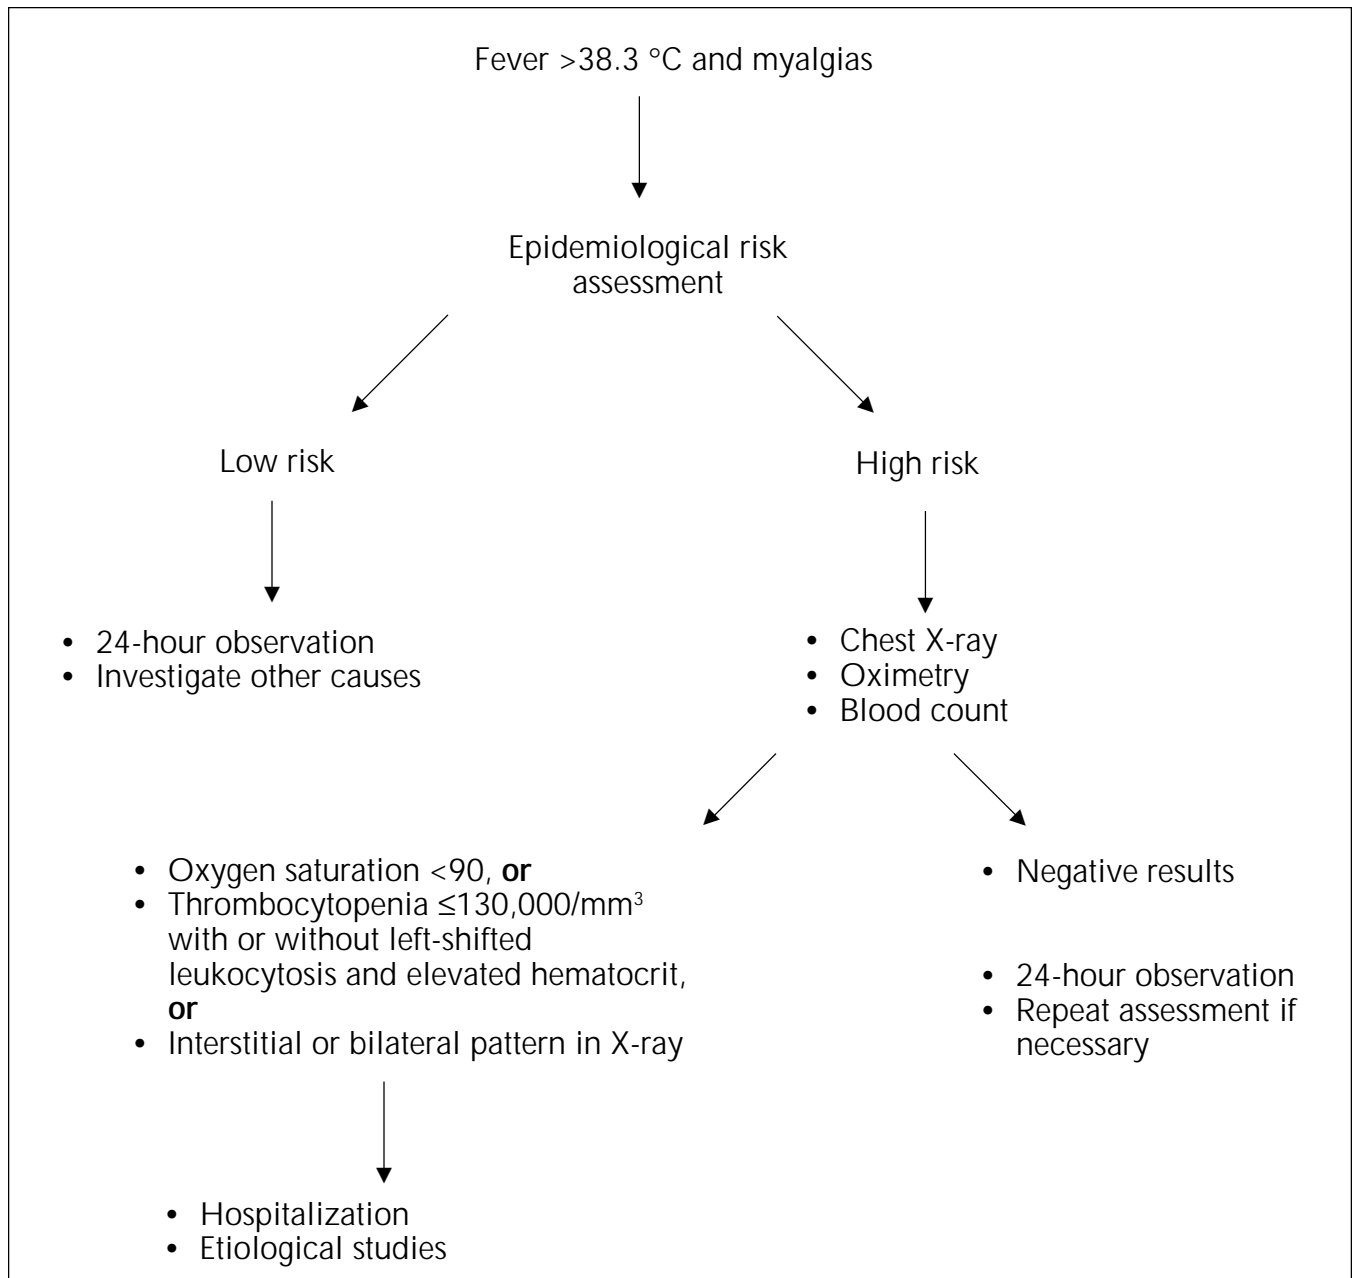 Fever >38.3 °C and myalgias
Epidemiological risk
assessment
Low risk
High risk
• 24-hour observation
• Investigate other causes
• Chest X-ray
• Oximetry
• Blood count
• Oxygen saturation <90, or
• Thrombocytopenia ≤130,000/mm³
with or without left-shifted
leukocytosis and elevated hematocrit,
or
• Interstitial or bilateral pattern in X-ray
• Negative results
• 24-hour observation
• Repeat assessment if
necessary
• Hospitalization
• Etiological studies